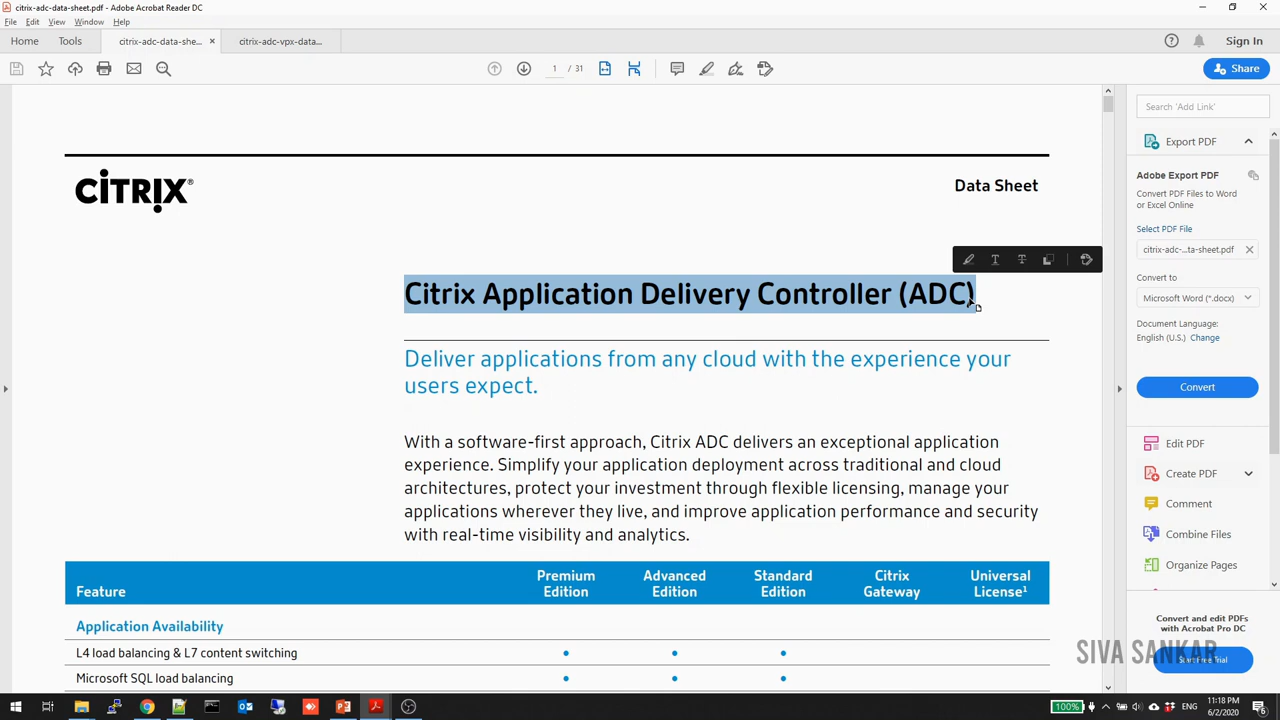 citrix-adc-data-sheet.pdf - Adobe Acrobat Reader DC
File Edit View Window Help
Home Tools citrix-adc-data-she... × citrix-adc-vpx-data... Sign In
1 / 31 Share
CITRIX®
Data Sheet
Citrix Application Delivery Controller (ADC)
Deliver applications from any cloud with the experience your
users expect.
With a software-first approach, Citrix ADC delivers an exceptional application
experience. Simplify your application deployment across traditional and cloud
architectures, protect your investment through flexible licensing, manage your
applications wherever they live, and improve application performance and security
with real-time visibility and analytics.
Feature
Premium
Edition
Advanced
Edition
Standard
Edition
Citrix
Gateway
Universal
License¹
Application Availability
L4 load balancing & L7 content switching • • •
Microsoft SQL load balancing • • •
Search 'Add Link'
Export PDF
Adobe Export PDF
Convert PDF Files to Word
or Excel Online
Select PDF File
citrix-adc-...ta-sheet.pdf
Convert to
Microsoft Word (*.docx)
Document Language:
English (U.S.) Change
Convert
Edit PDF
Create PDF
Comment
Combine Files
Organize Pages
Convert and edit PDFs
with Acrobat Pro DC
Start Free Trial
SIVA SANKAR
100%
ENG
11:18 PM
6/2/2020
6